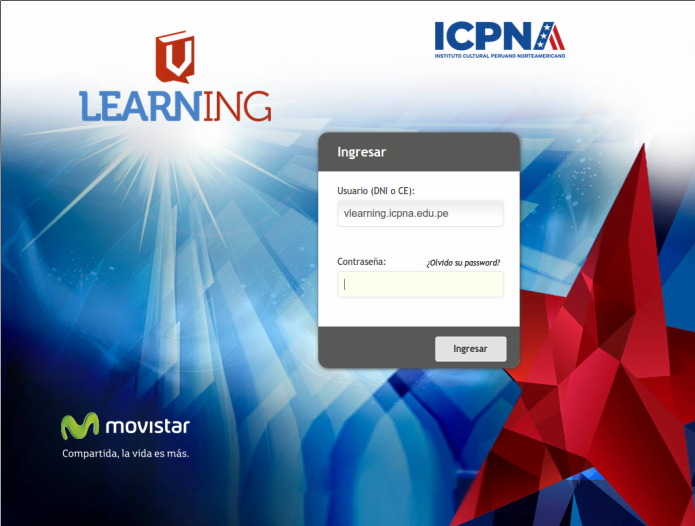 ICPNA
INSTITUTO CULTURAL PERUANO NORTEAMERICANO
V
LEARNING
Ingresar
Usuario (DNI o CE):
vlearning.icpna.edu.pe
Contraseña: ¿Olvido su password?
Ingresar
movistar
Compartida, la vida es más.